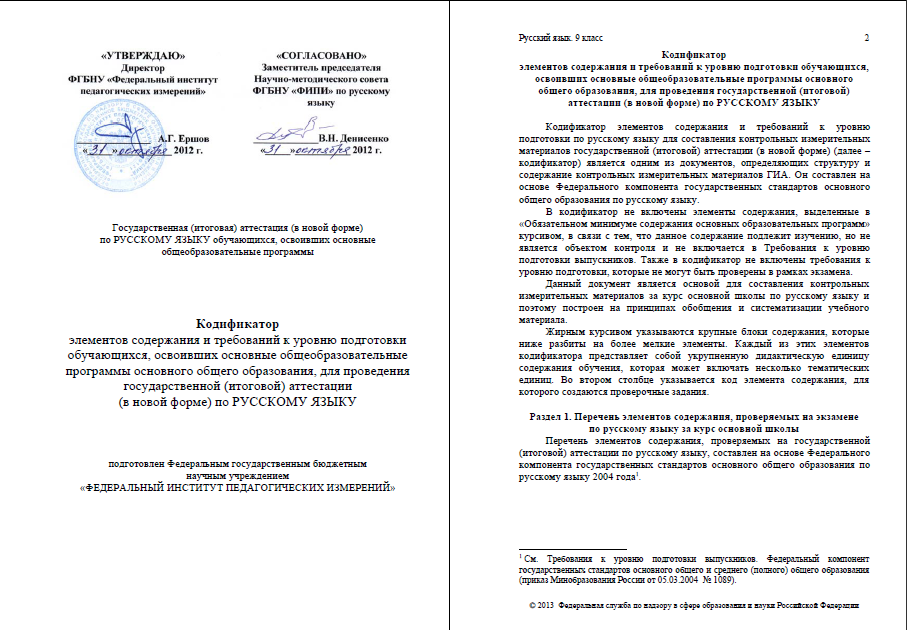 «УТВЕРЖДАЮ»
Директор
ФГБНУ «Федеральный институт
педагогических измерений»
А.Г. Ершов
«31» октября 2012 г.
«СОГЛАСОВАНО»
Заместитель председателя
Научно-методического совета
ФГБНУ «ФИПИ» по русскому
языку
В.Н. Денисенко
«31» октября 2012 г.
Государственная (итоговая) аттестация (в новой форме)
по РУССКОМУ ЯЗЫКУ обучающихся, освоивших основные
общеобразовательные программы
Кодификатор
элементов содержания и требований к уровню подготовки
обучающихся, освоивших основные общеобразовательные
программы основного общего образования, для проведения
государственной (итоговой) аттестации
(в новой форме) по РУССКОМУ ЯЗЫКУ
подготовлен Федеральным государственным бюджетным
научным учреждением
«ФЕДЕРАЛЬНЫЙ ИНСТИТУТ ПЕДАГОГИЧЕСКИХ ИЗМЕРЕНИЙ»
Русский язык. 9 класс 2
Кодификатор
элементов содержания и требований к уровню подготовки обучающихся,
освоивших основные общеобразовательные программы основного
общего образования, для проведения государственной (итоговой)
аттестации (в новой форме) по РУССКОМУ ЯЗЫКУ
Кодификатор элементов содержания и требований к уровню
подготовки по русскому языку для составления контрольных измерительных
материалов государственной (итоговой) аттестации (в новой форме) (далее –
кодификатор) является одним из документов, определяющих структуру и
содержание контрольных измерительных материалов ГИА. Он составлен на
основе Федерального компонента государственных стандартов основного
общего образования по русскому языку.
В кодификатор не включены элементы содержания, выделенные в
«Обязательном минимуме содержания основных образовательных программ»
курсивом, в связи с тем, что данное содержание подлежит изучению, но не
является объектом контроля и не включается в Требования к уровню
подготовки выпускников. Также в кодификатор не включены требования к
уровню подготовки, которые не могут быть проверены в рамках экзамена.
Данный документ является основой для составления контрольных
измерительных материалов за курс основной школы по русскому языку и
поэтому построен на принципах обобщения и систематизации учебного
материала.
Жирным курсивом указываются крупные блоки содержания, которые
ниже разбиты на более мелкие элементы. Каждый из этих элементов
кодификатора представляет собой укрупненную дидактическую единицу
содержания обучения, которая может включать несколько тематических
единиц. Во втором столбце указывается код элемента содержания, для
которого создаются проверочные задания.
Раздел 1. Перечень элементов содержания, проверяемых на экзамене
по русскому языку за курс основной школы
Перечень элементов содержания, проверяемых на государственной
(итоговой) аттестации по русскому языку, составлен на основе Федерального
компонента государственных стандартов основного общего образования по
русскому языку 2004 года¹.
¹ См. Требования к уровню подготовки выпускников. Федеральный компонент
государственных стандартов основного общего и среднего (полного) общего образования
(приказ Минобразования России от 05.03.2004 № 1089).
© 2013 Федеральная служба по надзору в сфере образования и науки Российской Федерации